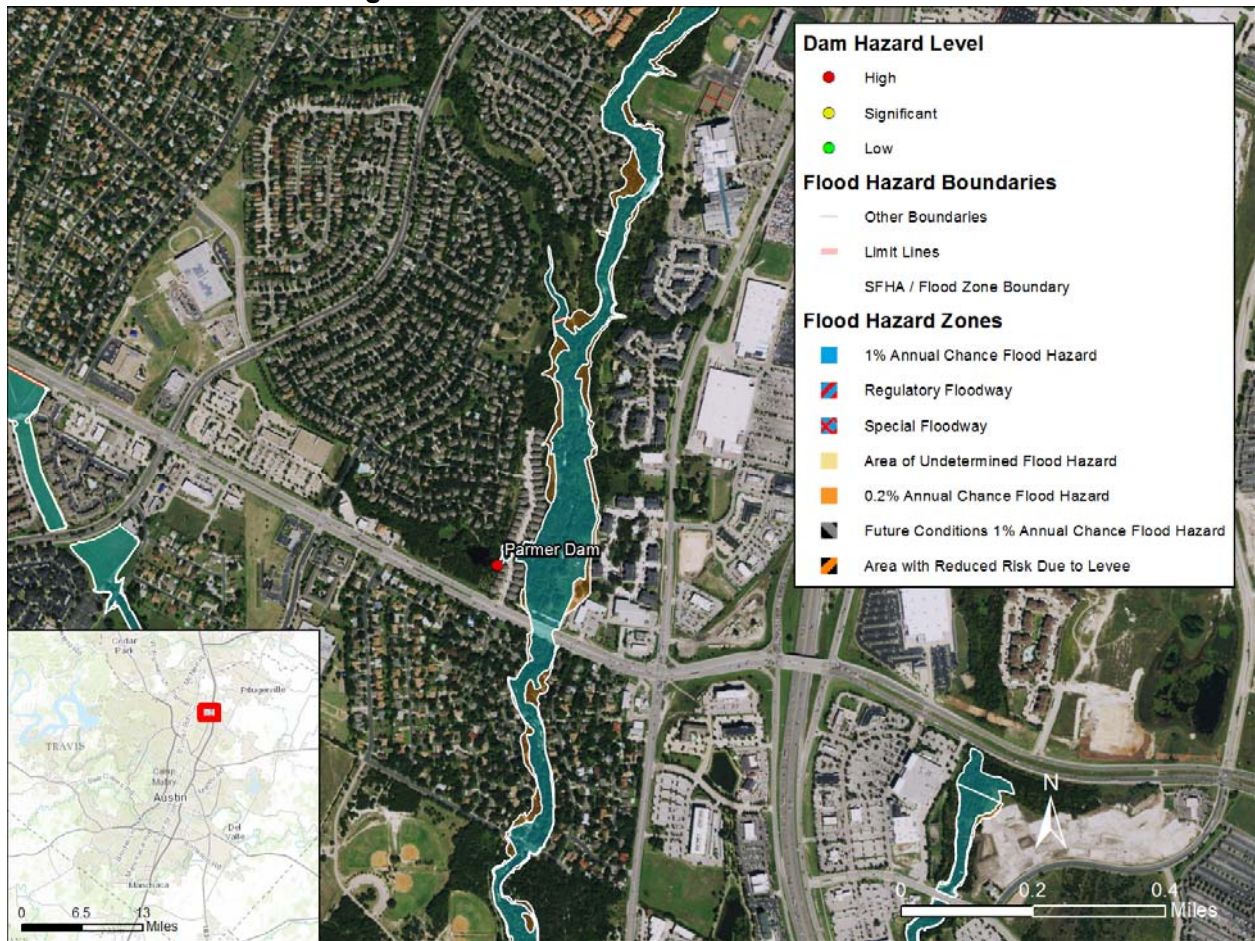 Dam Hazard Level
High
Significant
Low
Flood Hazard Boundaries
Other Boundaries
Limit Lines
SFHA / Flood Zone Boundary
Flood Hazard Zones
1% Annual Chance Flood Hazard
Regulatory Floodway
Special Floodway
Area of Undetermined Flood Hazard
0.2% Annual Chance Flood Hazard
Future Conditions 1% Annual Chance Flood Hazard
Area with Reduced Risk Due to Levee
Parmer Dam
Cedar
Park
Pflugerville
TRAVIS
Camp
Mabry
Austin
Del
Valle
Manchaca
0 6.5 13
Miles
N
0 0.2 0.4
Miles